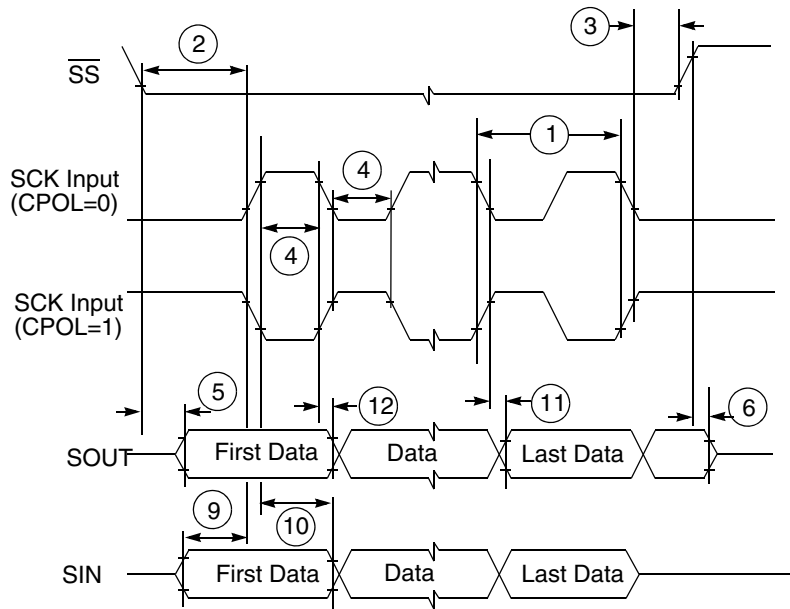 2
3
SS
1
SCK Input
(CPOL=0)
4
4
SCK Input
(CPOL=1)
5
12
11
6
SOUT
First Data
Data
Last Data
9
10
SIN
First Data
Data
Last Data